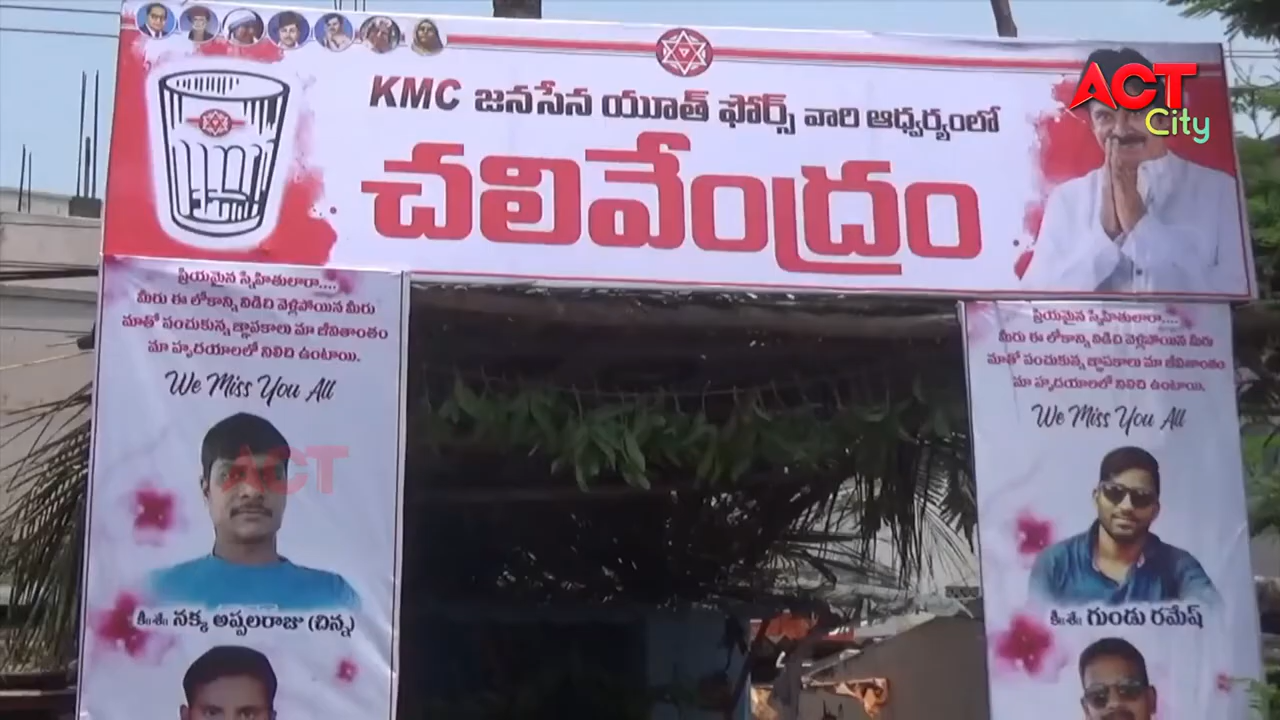 ACT
City
KMC జనసేన యూత్ ఫోర్స్ వారి ఆధ్వర్యంలో
చలివేంద్రం
ప్రియమైన స్నేహితులారా....
మీరు ఈ లోకాన్ని విడిచి వెళ్లిపోయిన మీరు
మాతో పంచుకున్న జ్ఞాపకాలు మా జీవితాంతం
మా హృదయాలలో నిలిచి ఉంటాయి.
We Miss You All
ACT
కీ॥శే॥ నక్క అప్పలరాజు (చిన్న)
ప్రియమైన స్నేహితులారా....
మీరు ఈ లోకాన్ని విడిచి వెళ్లిపోయిన మీరు
మాతో పంచుకున్న జ్ఞాపకాలు మా జీవితాంతం
మా హృదయాలలో నిలిచి ఉంటాయి.
We Miss You All
కీ॥శే॥ గుండు రమేష్